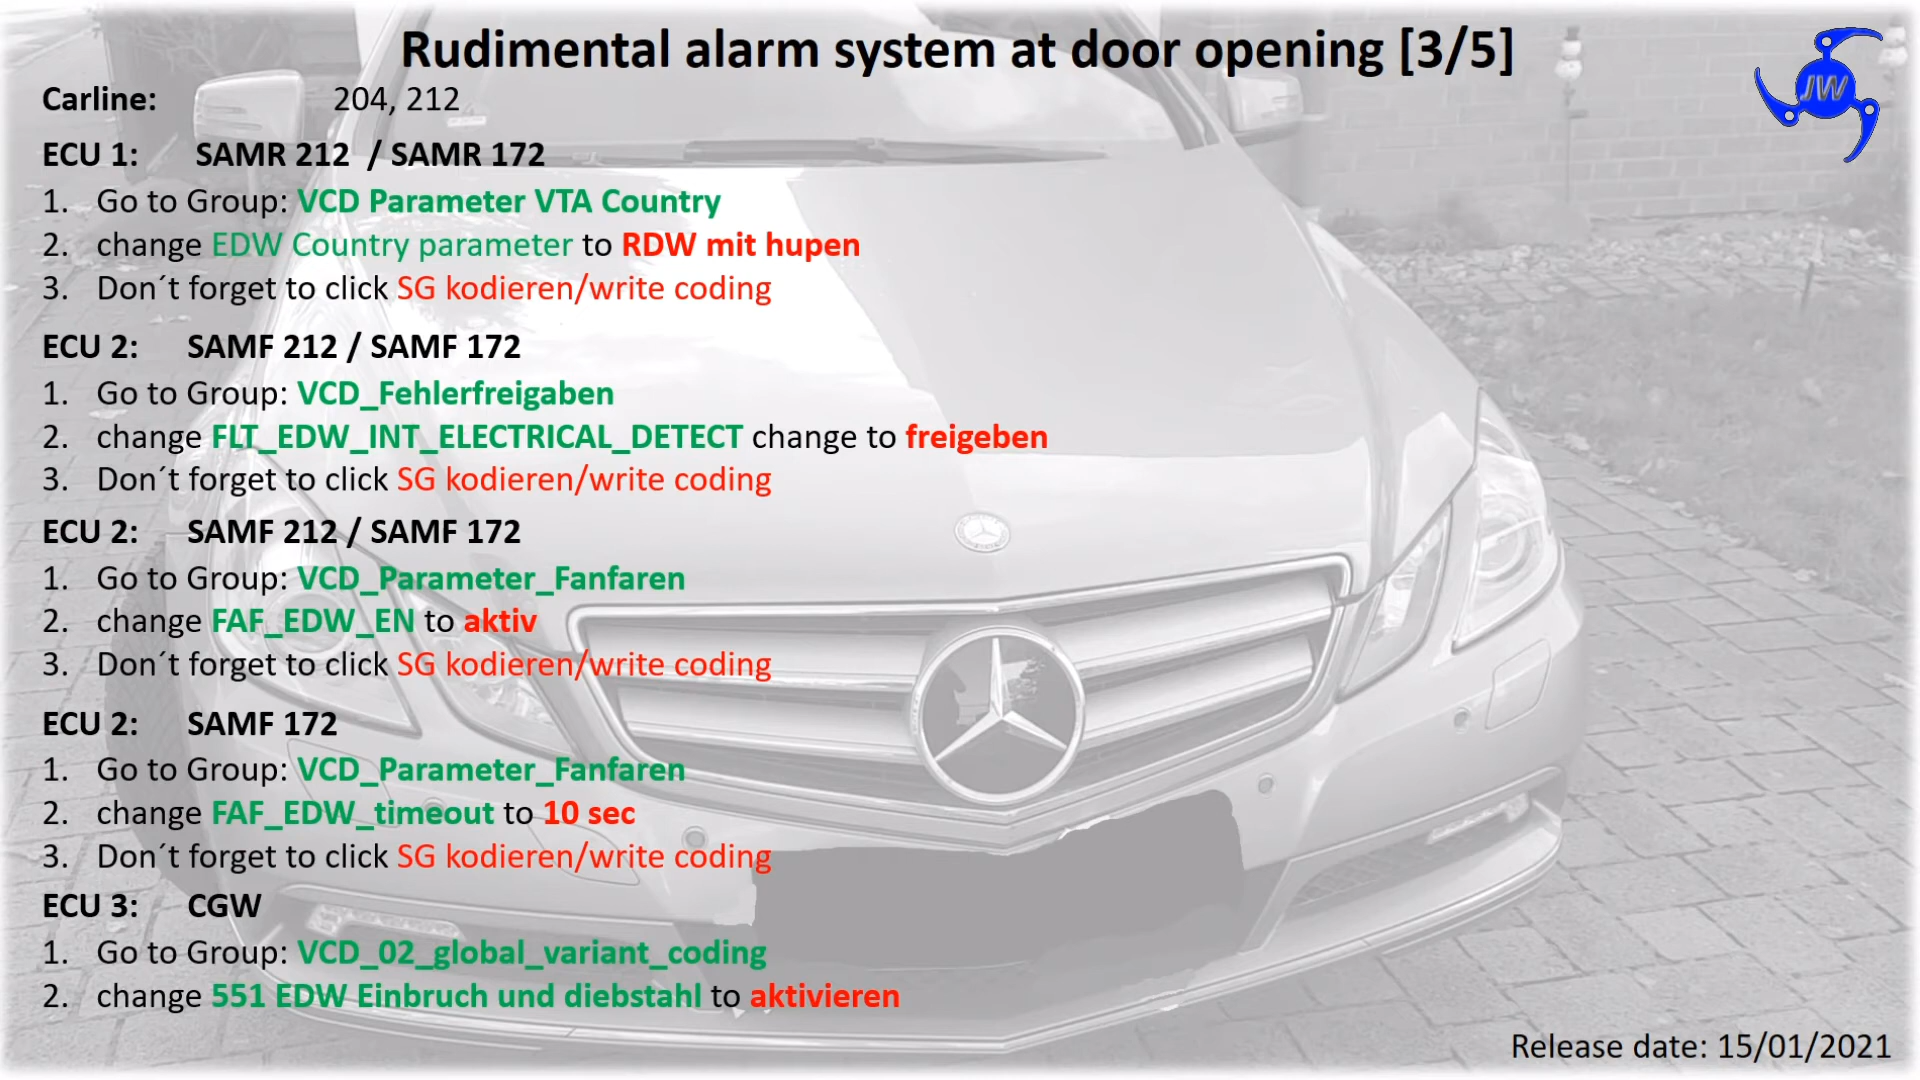 Rudimental alarm system at door opening [3/5]
JW
Carline: 204, 212
ECU 1: SAMR 212 / SAMR 172
1. Go to Group: VCD Parameter VTA Country
2. change EDW Country parameter to RDW mit hupen
3. Don´t forget to click SG kodieren/write coding
ECU 2: SAMF 212 / SAMF 172
1. Go to Group: VCD_Fehlerfreigaben
2. change FLT_EDW_INT_ELECTRICAL_DETECT change to freigeben
3. Don´t forget to click SG kodieren/write coding
ECU 2: SAMF 212 / SAMF 172
1. Go to Group: VCD_Parameter_Fanfaren
2. change FAF_EDW_EN to aktiv
3. Don´t forget to click SG kodieren/write coding
ECU 2: SAMF 172
1. Go to Group: VCD_Parameter_Fanfaren
2. change FAF_EDW_timeout to 10 sec
3. Don´t forget to click SG kodieren/write coding
ECU 3: CGW
1. Go to Group: VCD_02_global_variant_coding
2. change 551 EDW Einbruch und diebstahl to aktivieren
Release date: 15/01/2021